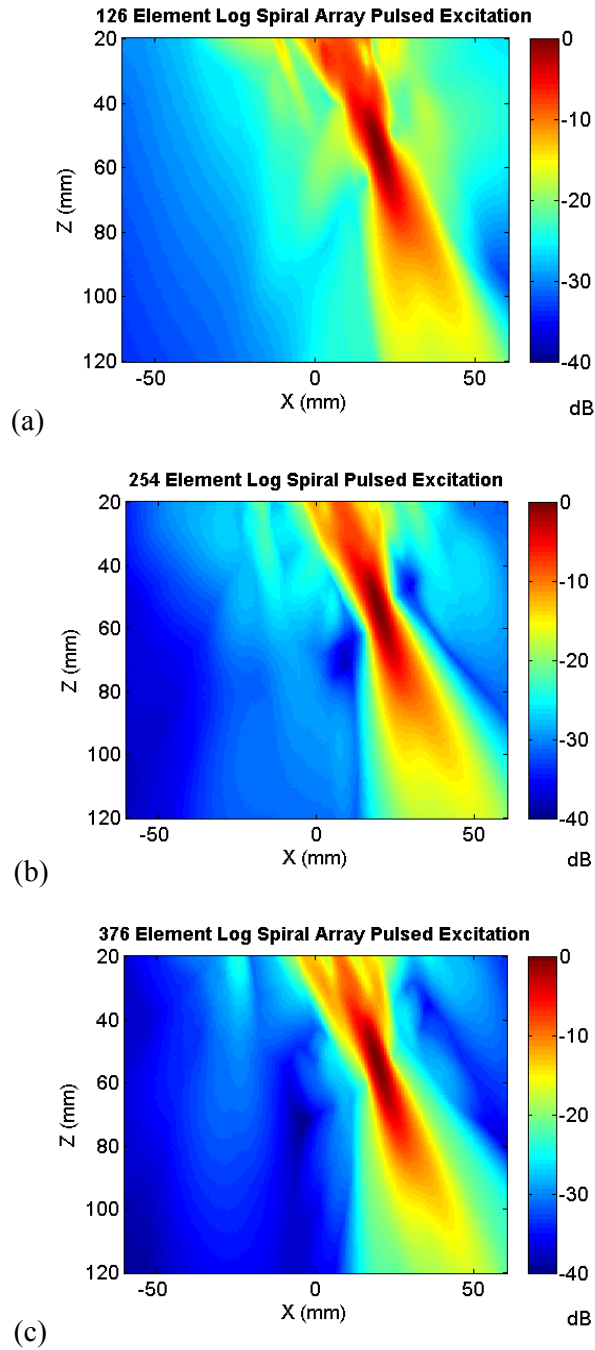 126 Element Log Spiral Array Pulsed Excitation
20
40
60
80
100
120
Z (mm)
-50
0
50
X (mm)
0
-10
-20
-30
-40
dB
(a)
254 Element Log Spiral Pulsed Excitation
20
40
60
80
100
120
Z (mm)
-50
0
50
X (mm)
0
-10
-20
-30
-40
dB
(b)
376 Element Log Spiral Array Pulsed Excitation
20
40
60
80
100
120
Z (mm)
-50
0
50
X (mm)
0
-10
-20
-30
-40
dB
(c)